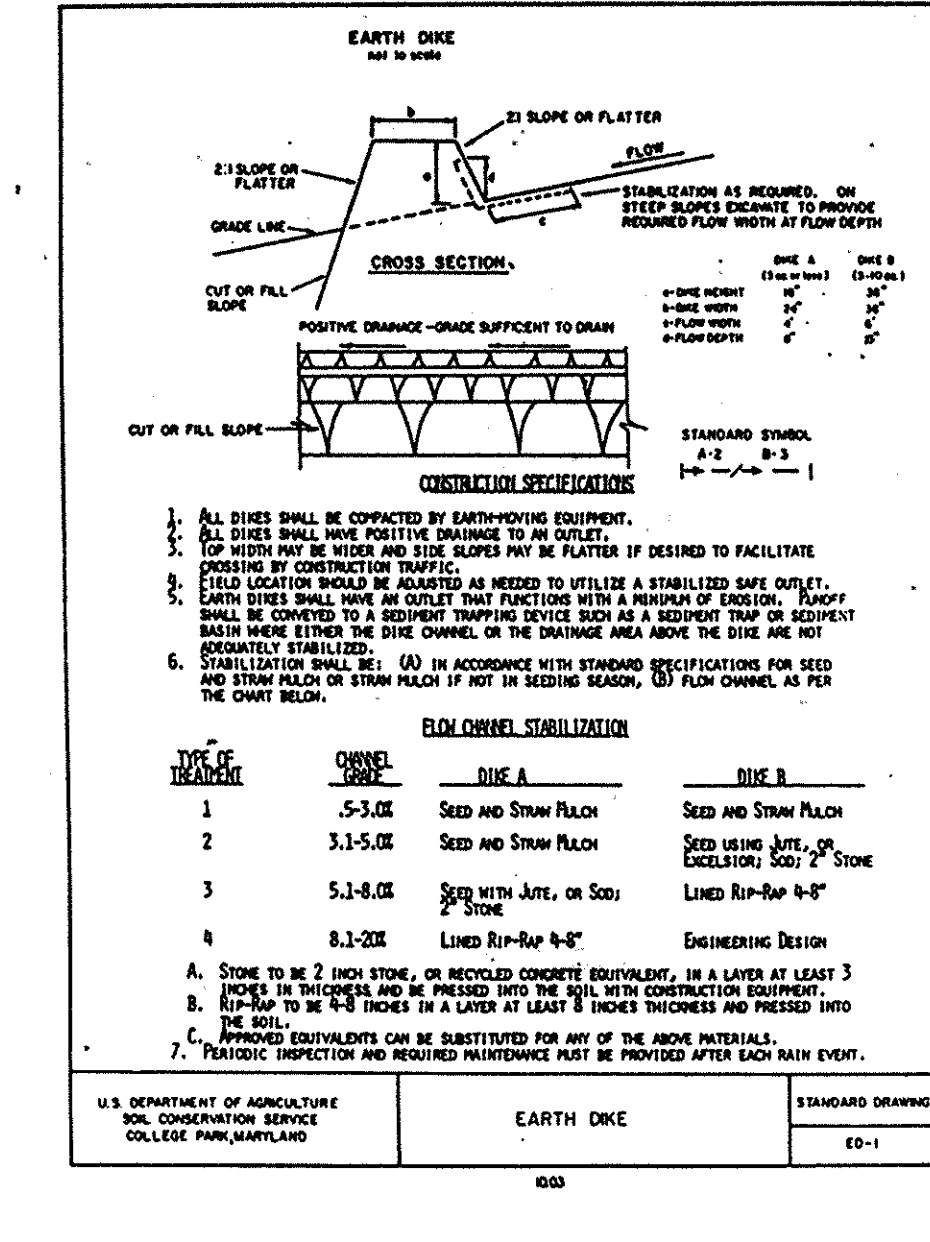 EARTH DIKE
not to scale
b
2:1 SLOPE OR FLATTER
FLOW
2:1 SLOPE OR
FLATTER
a
d
STABILIZATION AS REQUIRED. ON
STEEP SLOPES EXCAVATE TO PROVIDE
REQUIRED FLOW WIDTH AT FLOW DEPTH
c
GRADE LINE
CROSS SECTION
CUT OR FILL
SLOPE
DIKE A DIKE B
(5 ac. or less) (5-10 ac.)
a-DIKE HEIGHT 18" 36"
b-DIKE WIDTH 24" 36"
c-FLOW WIDTH 4' 6'
d-FLOW DEPTH 8" 15"
POSITIVE DRAINAGE-GRADE SUFFICIENT TO DRAIN
CUT OR FILL SLOPE
STANDARD SYMBOL
A-2 B-3
CONSTRUCTION SPECIFICATIONS
1. ALL DIKES SHALL BE COMPACTED BY EARTH-MOVING EQUIPMENT.
2. ALL DIKES SHALL HAVE POSITIVE DRAINAGE TO AN OUTLET.
3. TOP WIDTH MAY BE WIDER AND SIDE SLOPES MAY BE FLATTER IF DESIRED TO FACILITATE
CROSSING BY CONSTRUCTION TRAFFIC.
4. FIELD LOCATION SHOULD BE ADJUSTED AS NEEDED TO UTILIZE A STABILIZED SAFE OUTLET.
5. EARTH DIKES SHALL HAVE AN OUTLET THAT FUNCTIONS WITH A MINIMUM OF EROSION. RUNOFF
SHALL BE CONVEYED TO A SEDIMENT TRAPPING DEVICE SUCH AS A SEDIMENT TRAP OR SEDIMENT
BASIN WHERE EITHER THE DIKE CHANNEL OR THE DRAINAGE AREA ABOVE THE DIKE ARE NOT
ADEQUATELY STABILIZED.
6. STABILIZATION SHALL BE: (A) IN ACCORDANCE WITH STANDARD SPECIFICATIONS FOR SEED
AND STRAW MULCH OR STRAW MULCH IF NOT IN SEEDING SEASON, (B) FLOW CHANNEL AS PER
THE CHART BELOW.
FLOW CHANNEL STABILIZATION
TYPE OF CHANNEL
TREATMENT GRADE DIKE A DIKE B
1 .5-3.0% SEED AND STRAW MULCH SEED AND STRAW MULCH
2 3.1-5.0% SEED AND STRAW MULCH SEED USING JUTE, OR
EXCELSIOR; SOD; 2" STONE
3 5.1-8.0% SEED WITH JUTE, OR SOD; LINED RIP-RAP 4-8"
2" STONE
4 8.1-20% LINED RIP-RAP 4-8" ENGINEERING DESIGN
A. STONE TO BE 2 INCH STONE, OR RECYCLED CONCRETE EQUIVALENT, IN A LAYER AT LEAST 3
INCHES IN THICKNESS AND BE PRESSED INTO THE SOIL WITH CONSTRUCTION EQUIPMENT.
B. RIP-RAP TO BE 4-8 INCHES IN A LAYER AT LEAST 8 INCHES THICKNESS AND PRESSED INTO
THE SOIL.
C. APPROVED EQUIVALENTS CAN BE SUBSTITUTED FOR ANY OF THE ABOVE MATERIALS.
7. PERIODIC INSPECTION AND REQUIRED MAINTENANCE MUST BE PROVIDED AFTER EACH RAIN EVENT.
U.S. DEPARTMENT OF AGRICULTURE
SOIL CONSERVATION SERVICE
COLLEGE PARK, MARYLAND
EARTH DIKE
STANDARD DRAWING
ED-1
10.03